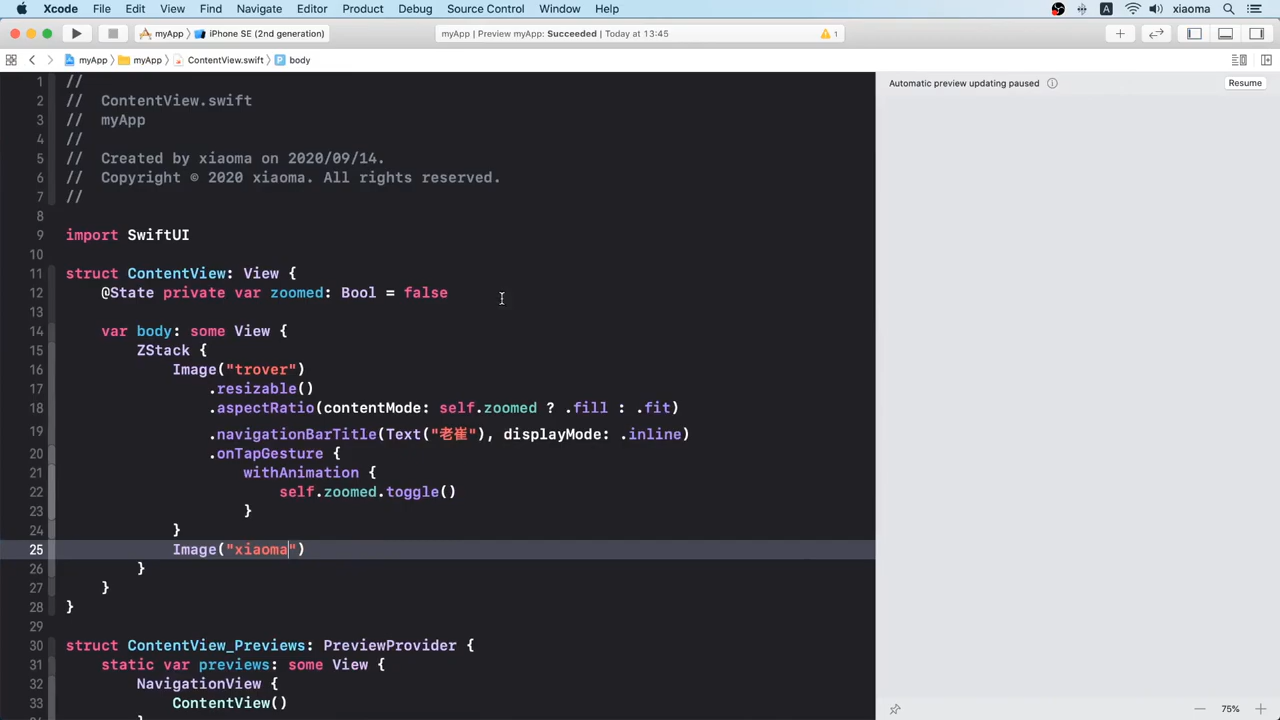 Xcode File Edit View Find Navigate Editor Product Debug Source Control Window Help A xiaoma
myApp iPhone SE (2nd generation) myApp | Preview myApp: Succeeded | Today at 13:45 1
myApp myApp ContentView.swift P body
Automatic preview updating paused Resume
1 //
2 // ContentView.swift
3 // myApp
4 //
5 // Created by xiaoma on 2020/09/14.
6 // Copyright © 2020 xiaoma. All rights reserved.
7 //
8
9 import SwiftUI
10
11 struct ContentView: View {
12 @State private var zoomed: Bool = false
13
14 var body: some View {
15 ZStack {
16 Image("trover")
17 .resizable()
18 .aspectRatio(contentMode: self.zoomed ? .fill : .fit)
19 .navigationBarTitle(Text("老崔"), displayMode: .inline)
20 .onTapGesture {
21 withAnimation {
22 self.zoomed.toggle()
23 }
24 }
25 Image("xiaoma")
26 }
27 }
28 }
29
30 struct ContentView_Previews: PreviewProvider {
31 static var previews: some View {
32 NavigationView {
33 ContentView()
75%